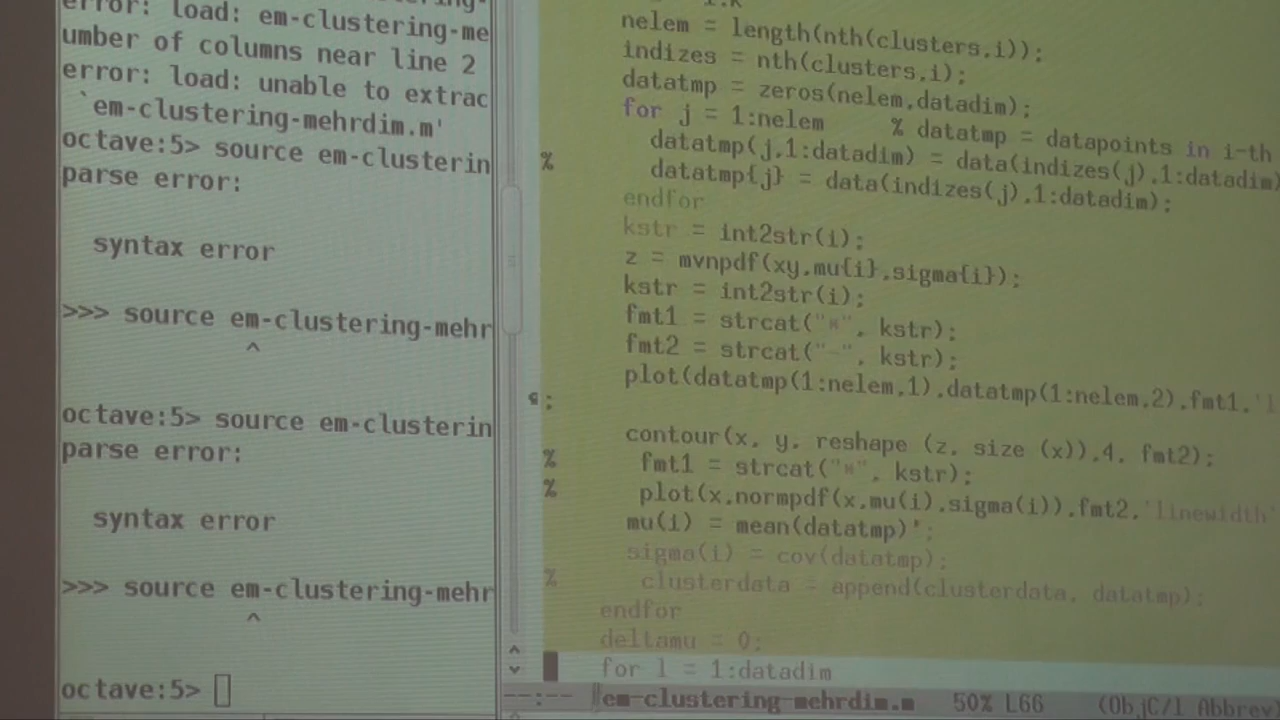 error: load: em-clustering-me
umber of columns near line 2
error: load: unable to extrac
`em-clustering-mehrdim.m'
octave:5> source em-clusterin
parse error:
syntax error
>>> source em-clustering-mehr
^
octave:5> source em-clusterin
parse error:
syntax error
>>> source em-clustering-mehr
^
octave:5>
nelem = length(nth(clusters,i));
indizes = nth(clusters,i);
datatmp = zeros(nelem,datadim);
for j = 1:nelem % datatmp = datapoints in i-th
% datatmp(j,1:datadim) = data(indizes(j),1:datadim)
datatmp{j} = data(indizes(j),1:datadim);
endfor
kstr = int2str(i);
z = mvnpdf(xy,mu{i},sigma{i});
kstr = int2str(i);
fmt1 = strcat("*", kstr);
fmt2 = strcat("-", kstr);
plot(datatmp(1:nelem,1),datatmp(1:nelem,2),fmt1,'l
;
contour(x, y, reshape (z, size (x)),4, fmt2);
% fmt1 = strcat("*", kstr);
% plot(x,normpdf(x,mu(i),sigma(i)),fmt2,'linewidth'
mu(i) = mean(datatmp)';
sigma(i) = cov(datatmp);
% clusterdata = append(clusterdata, datatmp);
endfor
deltamu = 0;
for l = 1:datadim
--:-- em-clustering-mehrdim.m 50% L66 (ObjC/l Abbrev